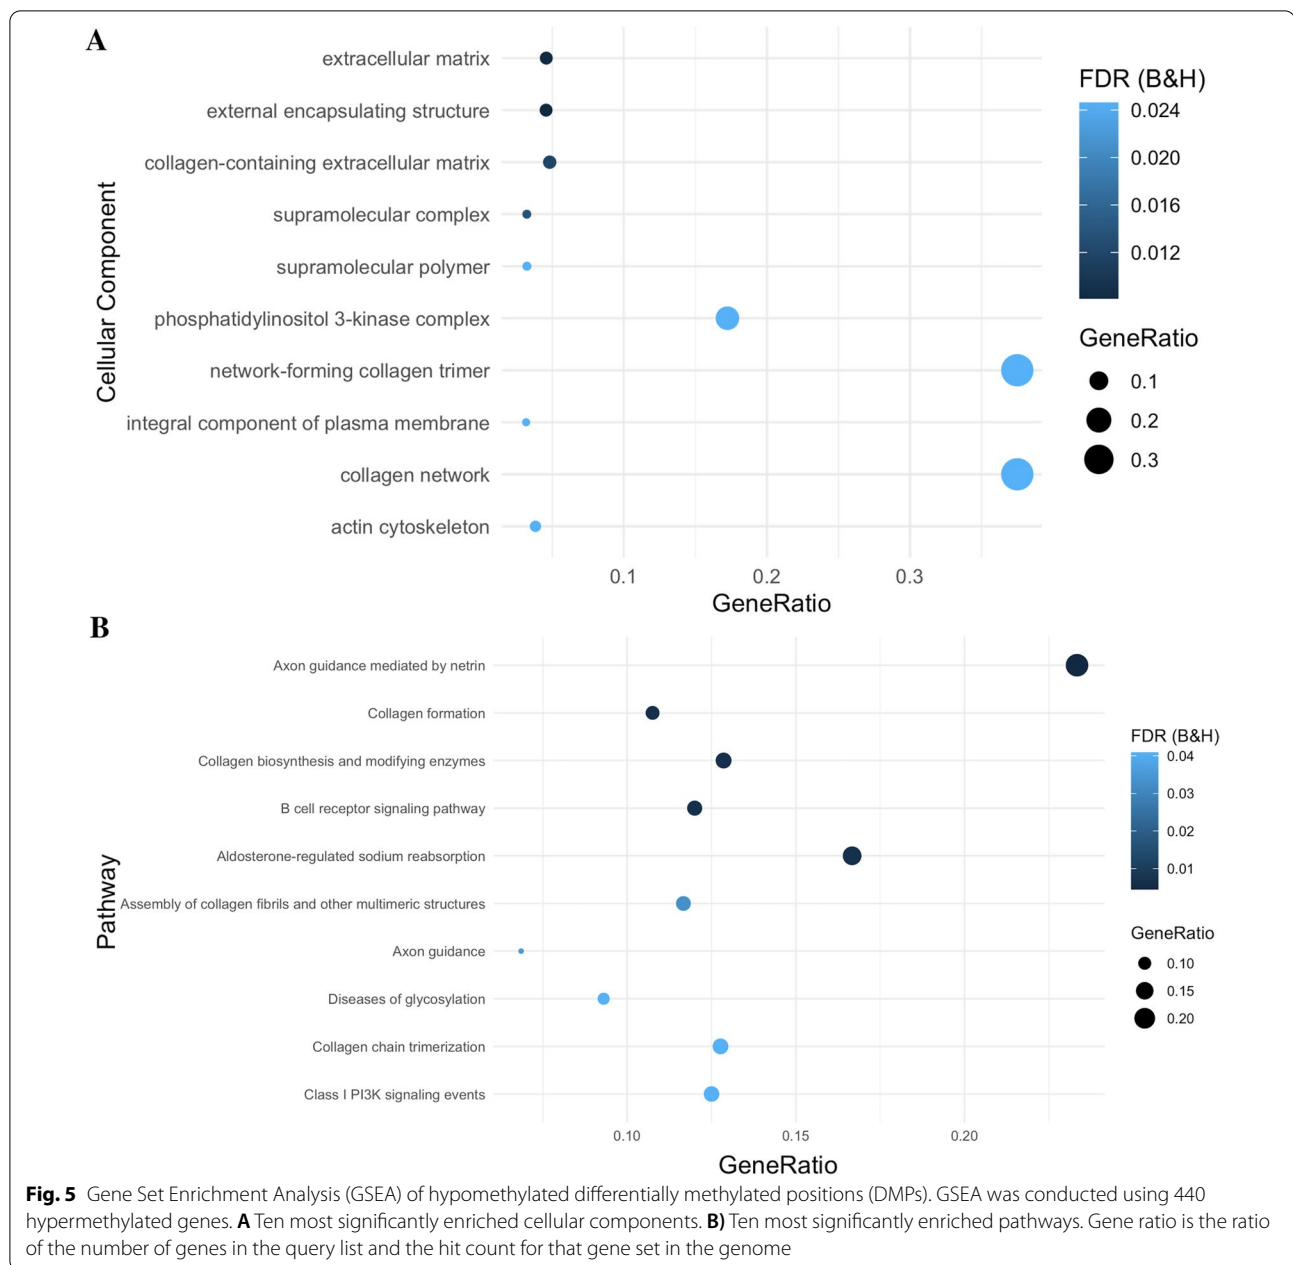 A
extracellular matrix
external encapsulating structure
collagen-containing extracellular matrix
supramolecular complex
supramolecular polymer
phosphatidylinositol 3-kinase complex
network-forming collagen trimer
integral component of plasma membrane
collagen network
actin cytoskeleton
Cellular Component
0.1 0.2 0.3
GeneRatio
FDR (B&H)
0.024
0.020
0.016
0.012
GeneRatio
0.1
0.2
0.3
B
Axon guidance mediated by netrin
Collagen formation
Collagen biosynthesis and modifying enzymes
B cell receptor signaling pathway
Aldosterone-regulated sodium reabsorption
Assembly of collagen fibrils and other multimeric structures
Axon guidance
Diseases of glycosylation
Collagen chain trimerization
Class I PI3K signaling events
Pathway
0.10 0.15 0.20
GeneRatio
FDR (B&H)
0.04
0.03
0.02
0.01
GeneRatio
0.10
0.15
0.20
Fig. 5 Gene Set Enrichment Analysis (GSEA) of hypomethylated differentially methylated positions (DMPs). GSEA was conducted using 440
hypermethylated genes. A Ten most significantly enriched cellular components. B) Ten most significantly enriched pathways. Gene ratio is the ratio
of the number of genes in the query list and the hit count for that gene set in the genome